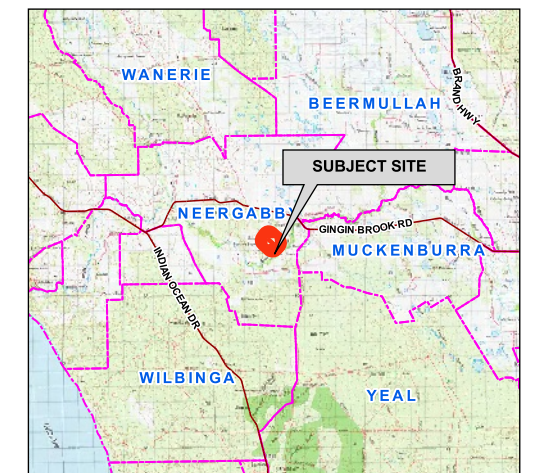 WANERIE
BEERMULLAH
BRAND HWY
SUBJECT SITE
NEERGABBY
GINGIN BROOK RD
MUCKENBURRA
INDIAN OCEAN DR
WILBINGA
YEAL